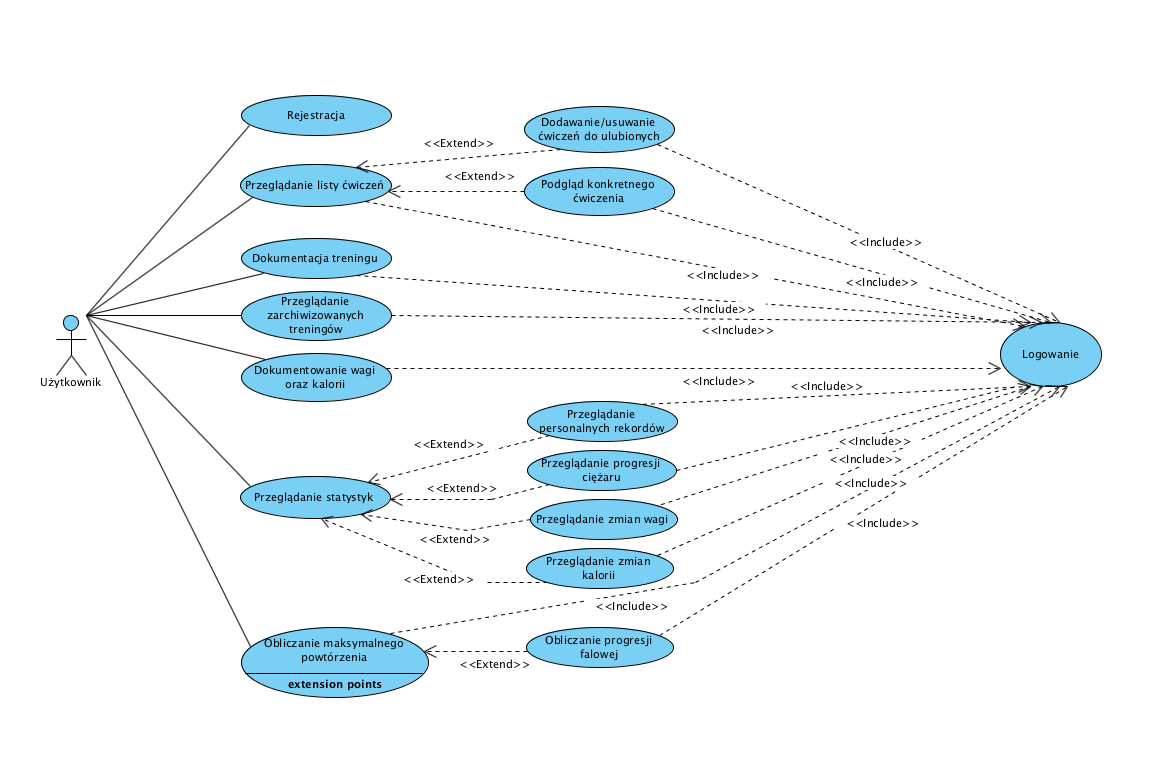 Rejestracja
Dodawanie/usuwanie
ćwiczeń do ulubionych
<<Extend>>
Przeglądanie listy ćwiczeń
<<Extend>>
Podgląd konkretnego
ćwiczenia
<<Include>>
Dokumentacja treningu
<<Include>>
<<Include>>
Przeglądanie
zarchiwizowanych
treningów
<<Include>>
<<Include>>
Logowanie
Użytkownik
Dokumentowanie wagi
oraz kalorii
<<Include>>
<<Include>>
Przeglądanie
personalnych rekordów
<<Extend>>
<<Include>>
<<Include>>
Przeglądanie progresji
ciężaru
<<Extend>>
<<Include>>
Przeglądanie statystyk
Przeglądanie zmian wagi
<<Include>>
<<Extend>>
Przeglądanie zmian
kalorii
<<Extend>>
<<Include>>
Obliczanie maksymalnego
powtórzenia
extension points
Obliczanie progresji
falowej
<<Extend>>